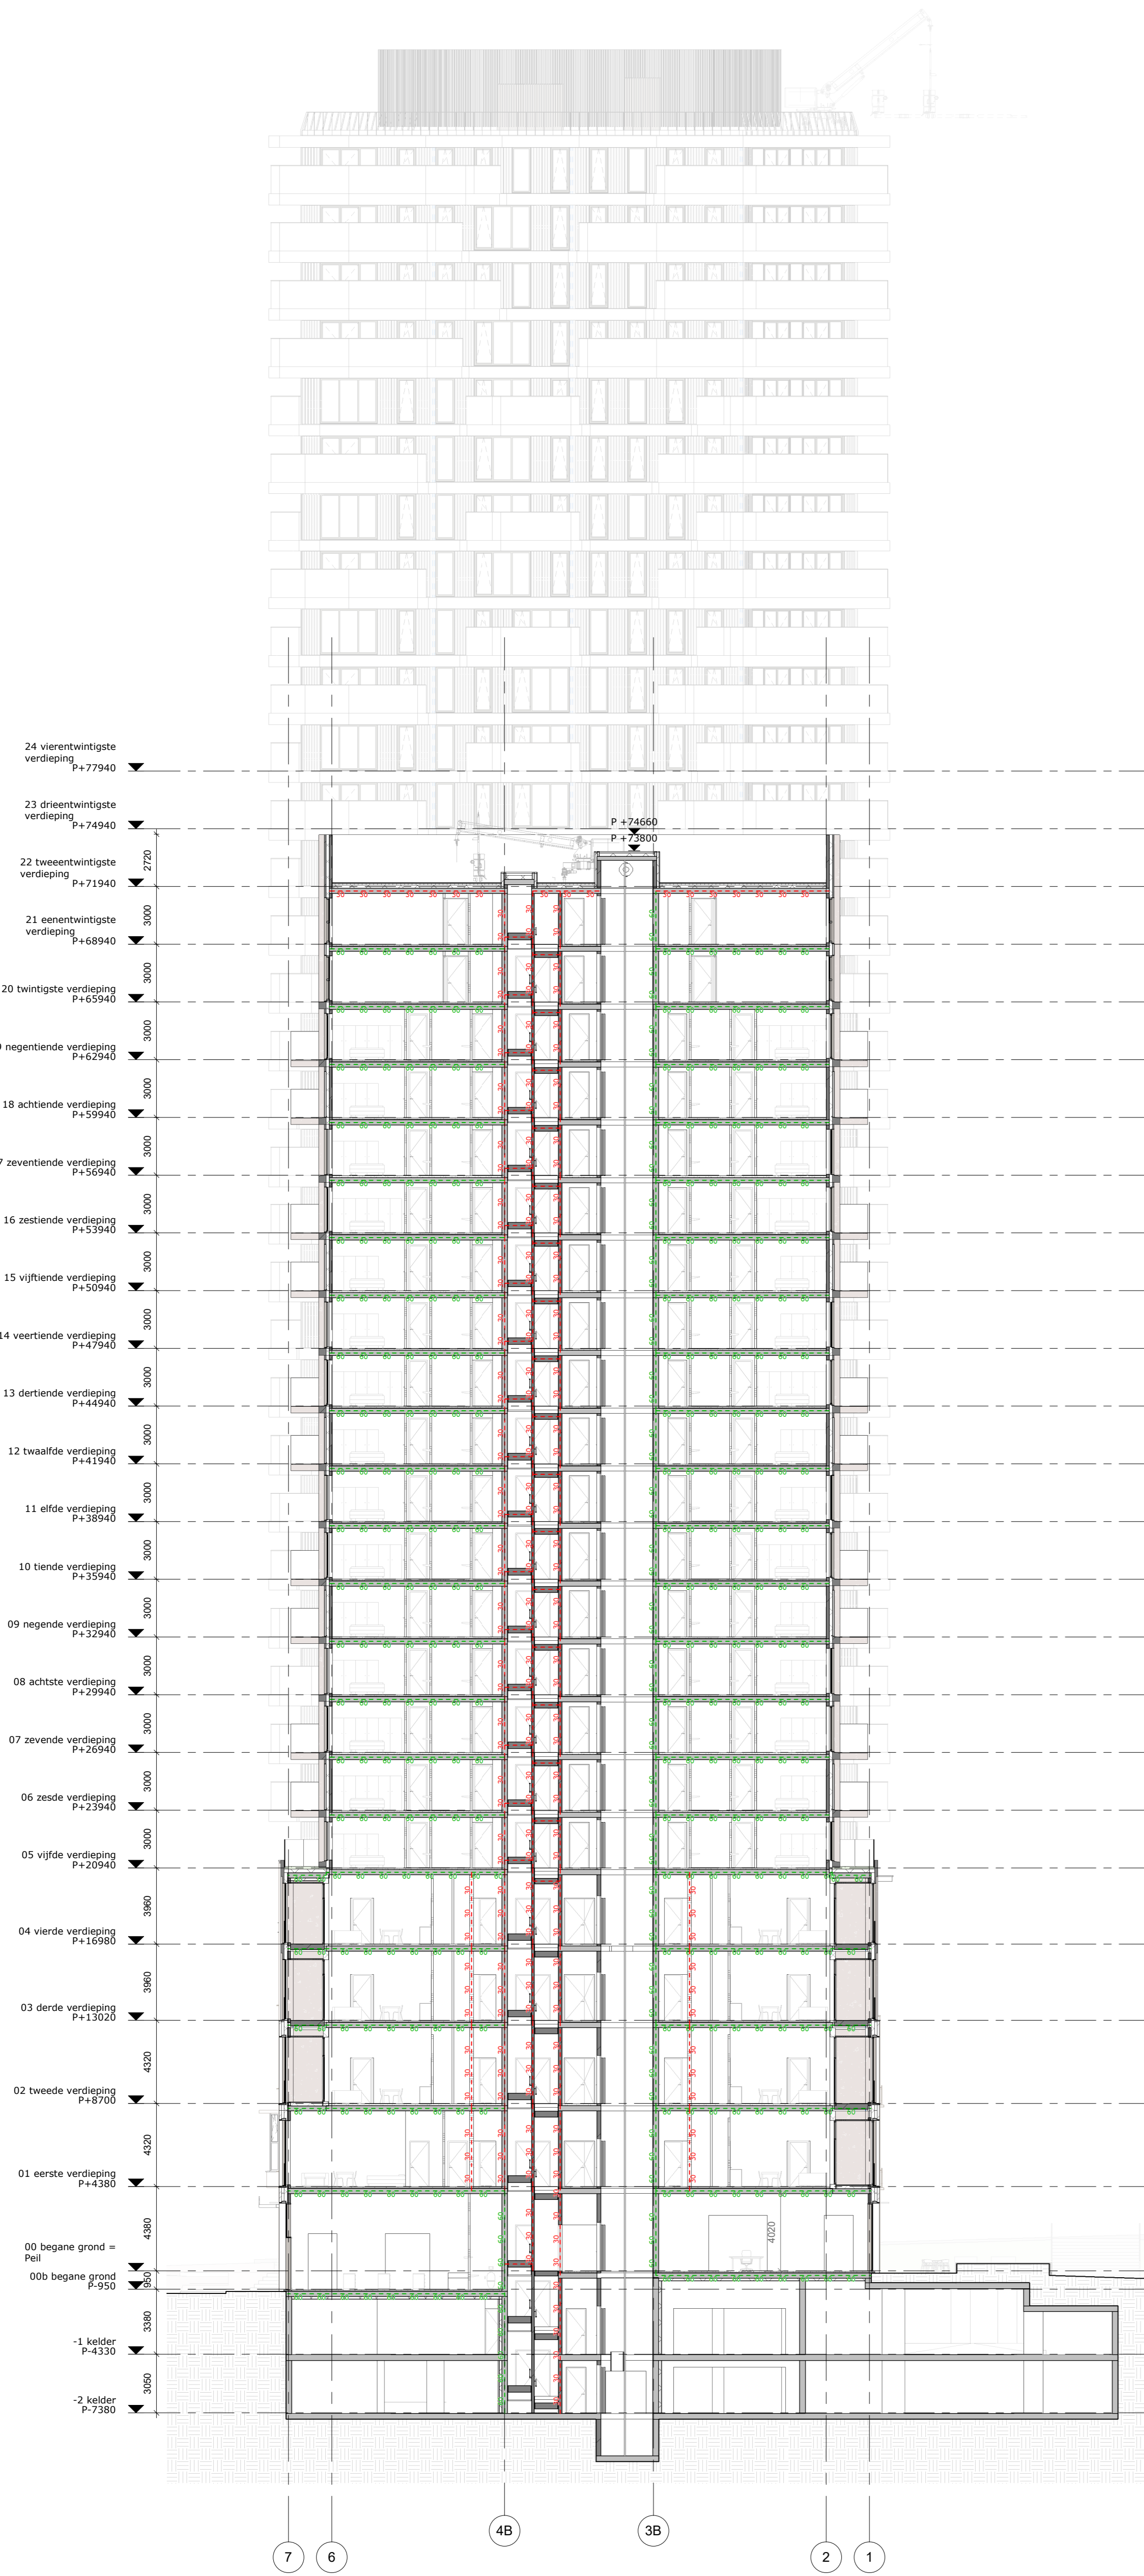 24 vierentwintigste
verdieping
P+77940
23 drieentwintigste
verdieping
P+74940
P +74660
P +73800
2720
22 tweeentwintigste
verdieping
P+71940
3000
21 eenentwintigste
verdieping
P+68940
3000
20 twintigste verdieping
P+65940
3000
negentiende verdieping
P+62940
3000
18 achtiende verdieping
P+59940
3000
7 zeventiende verdieping
P+56940
3000
16 zestiende verdieping
P+53940
3000
15 vijftiende verdieping
P+50940
3000
14 veertiende verdieping
P+47940
3000
13 dertiende verdieping
P+44940
3000
12 twaalfde verdieping
P+41940
3000
11 elfde verdieping
P+38940
3000
10 tiende verdieping
P+35940
3000
09 negende verdieping
P+32940
3000
08 achtste verdieping
P+29940
3000
07 zevende verdieping
P+26940
3000
06 zesde verdieping
P+23940
3000
05 vijfde verdieping
P+20940
3960
04 vierde verdieping
P+16980
3960
03 derde verdieping
P+13020
4320
02 tweede verdieping
P+8700
4320
01 eerste verdieping
P+4380
4380
4020
00 begane grond =
Peil
00b begane grond
P-950
950
3380
-1 kelder
P-4330
3050
-2 kelder
P-7380
4B
3B
7
6
2
1